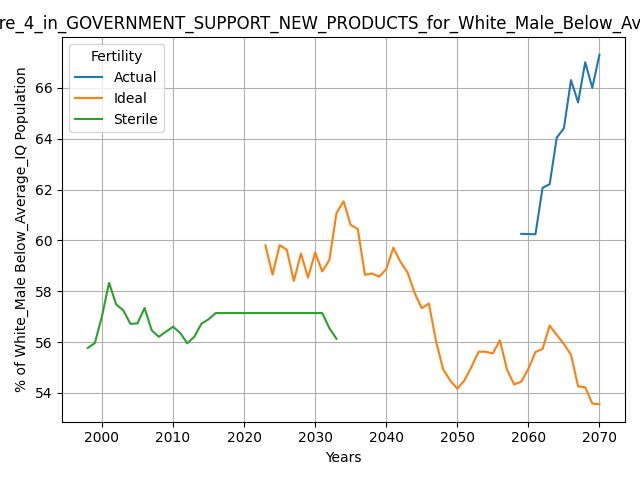 re_4_in_GOVERNMENT_SUPPORT_NEW_PRODUCTS_for_White_Male_Below_Av
Fertility
Actual
Ideal
Sterile
% of White_Male Below_Average_IQ Population
66
64
62
60
58
56
54
2000 2010 2020 2030 2040 2050 2060 2070
Years